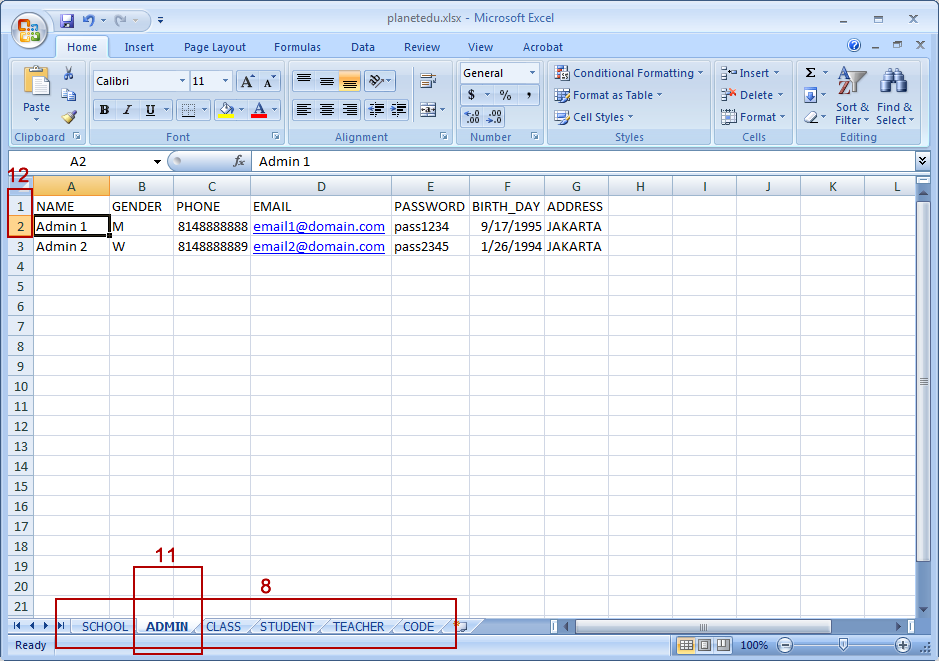 planetedu.xlsx - Microsoft Excel
Home Insert Page Layout Formulas Data Review View Acrobat
Calibri 11 General Conditional Formatting Insert Σ
Paste B I U A $ % , Format as Table Delete Sort & Find &
Cell Styles Format Filter Select
Clipboard Font Alignment Number Styles Cells Editing
A2 fx Admin 1
12
A B C D E F G H I J K L
1 NAME GENDER PHONE EMAIL PASSWORD BIRTH_DAY ADDRESS
2 Admin 1 M 8148888888 email1@domain.com pass1234 9/17/1995 JAKARTA
3 Admin 2 W 8148888889 email2@domain.com pass2345 1/26/1994 JAKARTA
4
5
6
7
8
9
10
11
12
13
14
15
16
17
18
11
19
8
20
21
SCHOOL ADMIN CLASS STUDENT TEACHER CODE
Ready 100%